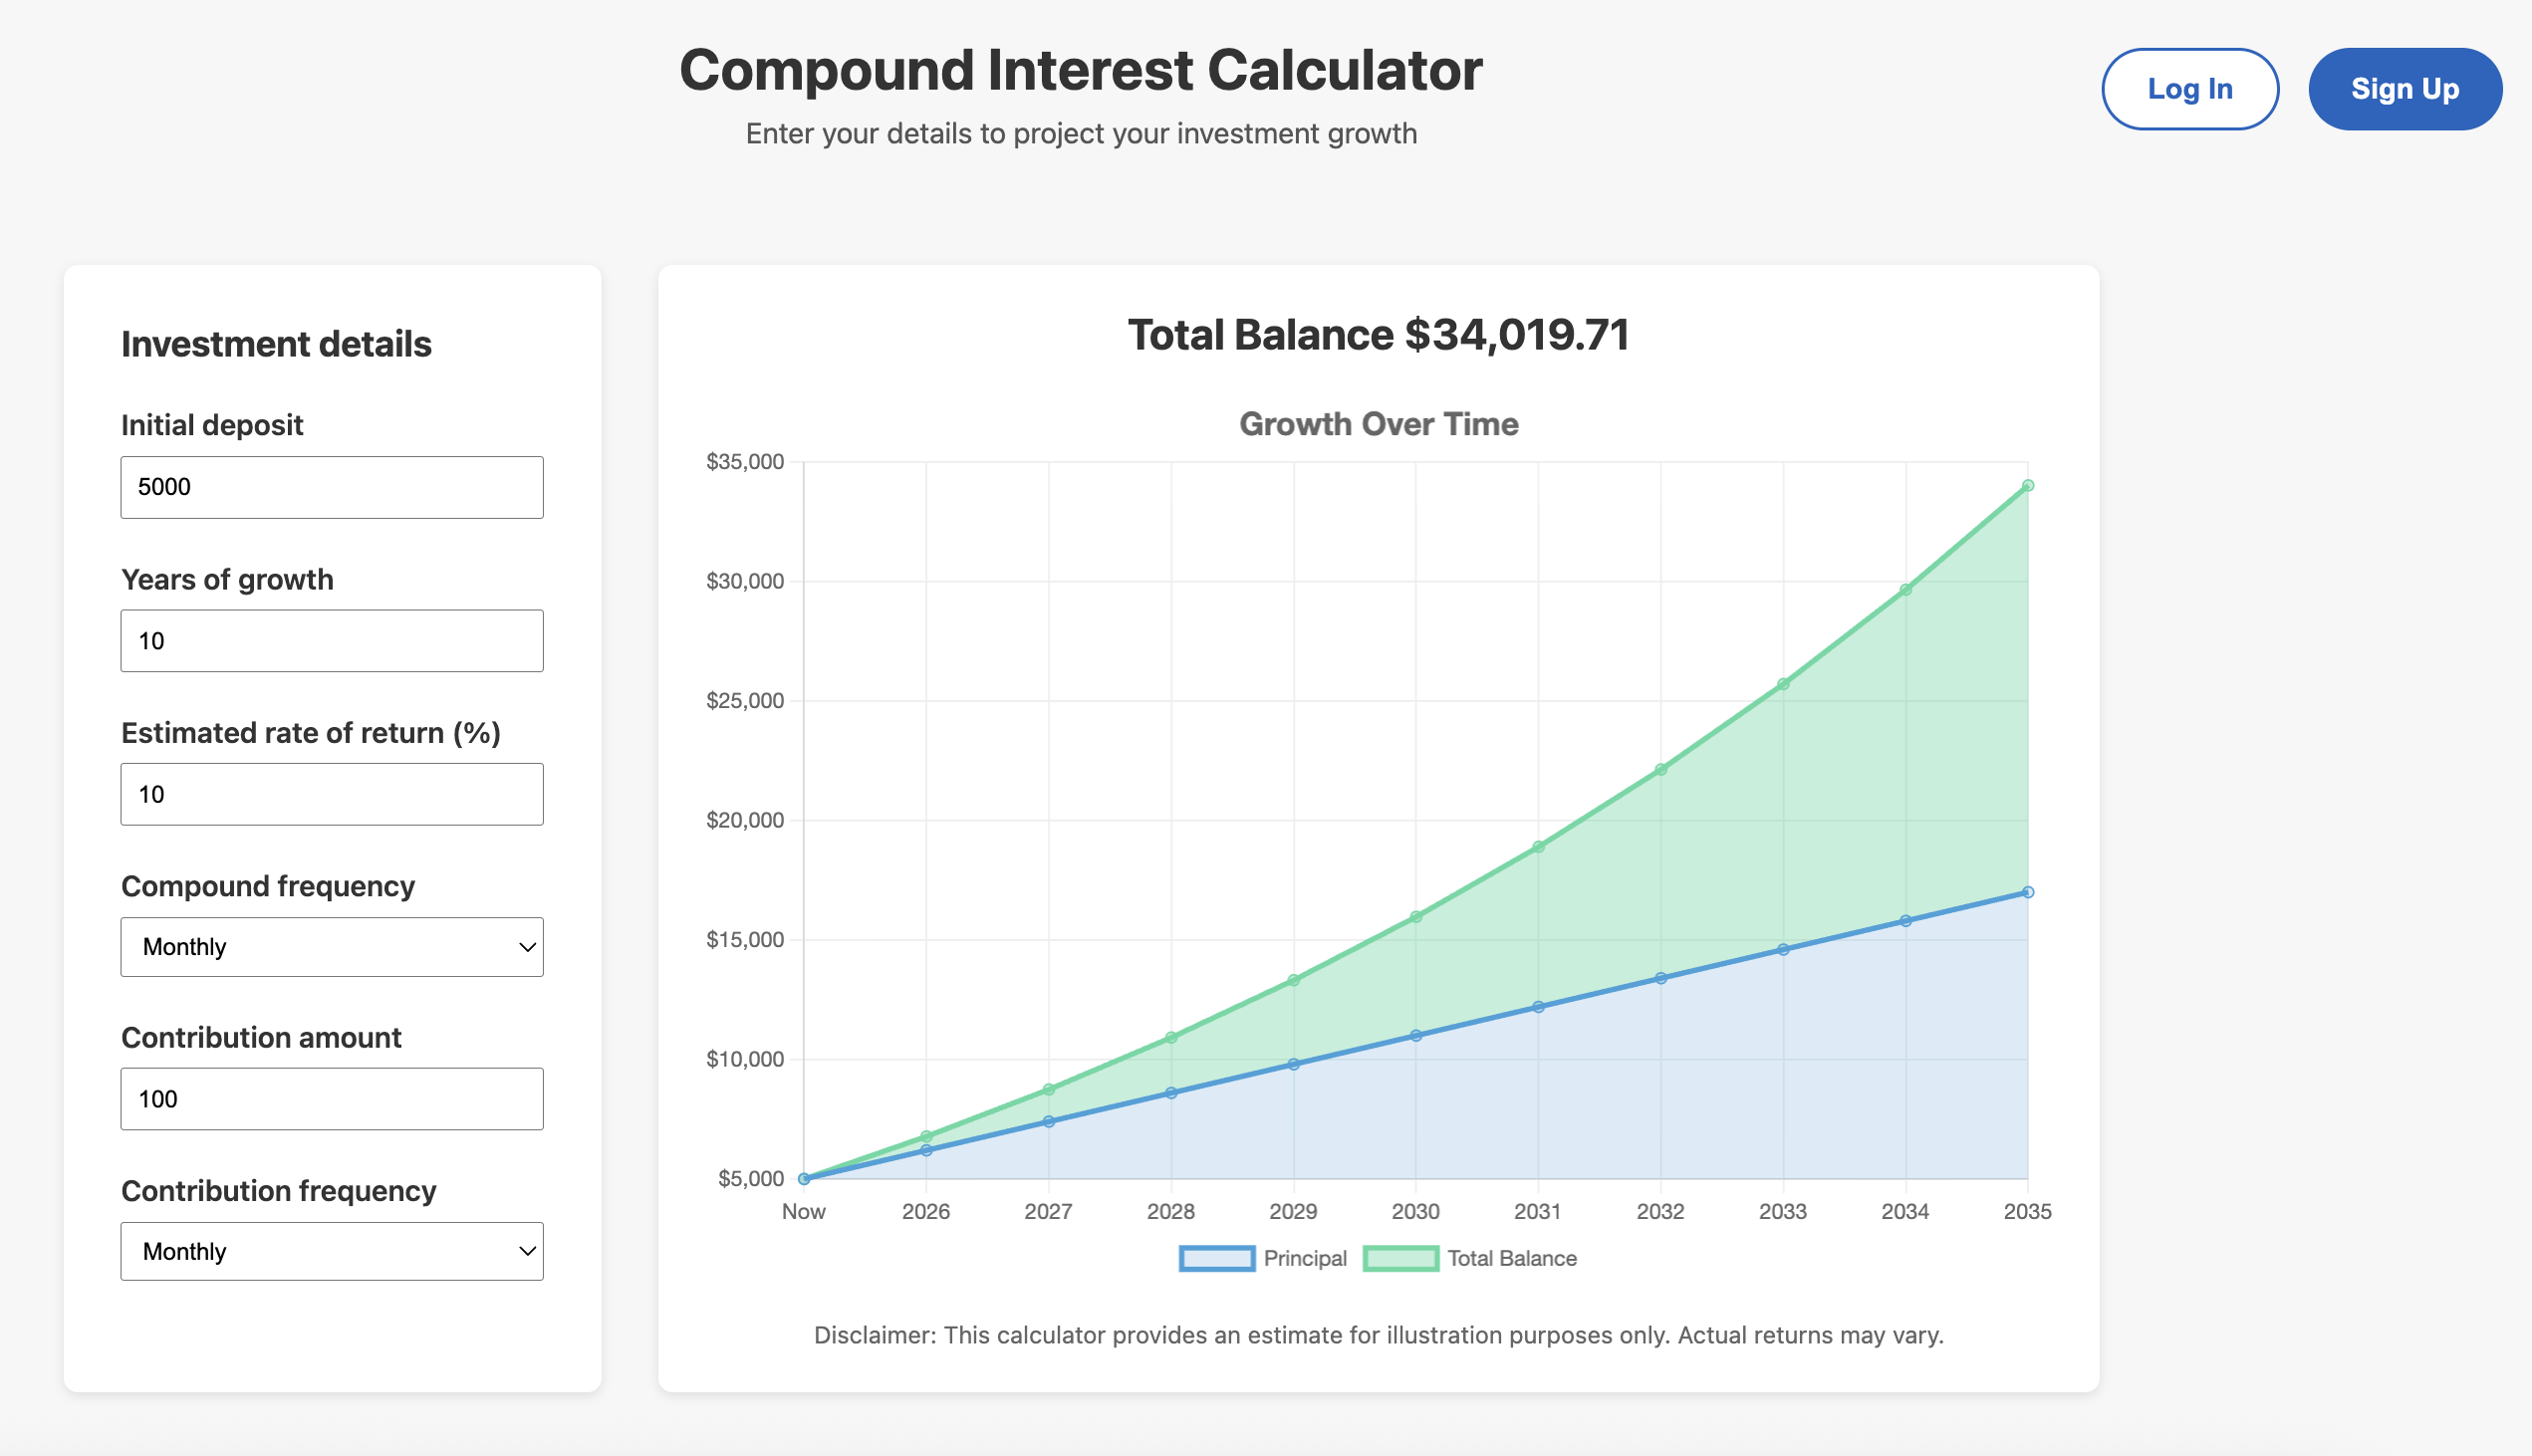 Compound Interest Calculator
Enter your details to project your investment growth
Log In
Sign Up
Investment details
Initial deposit
5000
Years of growth
10
Estimated rate of return (%)
10
Compound frequency
Monthly
Contribution amount
100
Contribution frequency
Monthly
Total Balance $34,019.71
Growth Over Time
$35,000
$30,000
$25,000
$20,000
$15,000
$10,000
$5,000
Now 2026 2027 2028 2029 2030 2031 2032 2033 2034 2035
Principal Total Balance
Disclaimer: This calculator provides an estimate for illustration purposes only. Actual returns may vary.